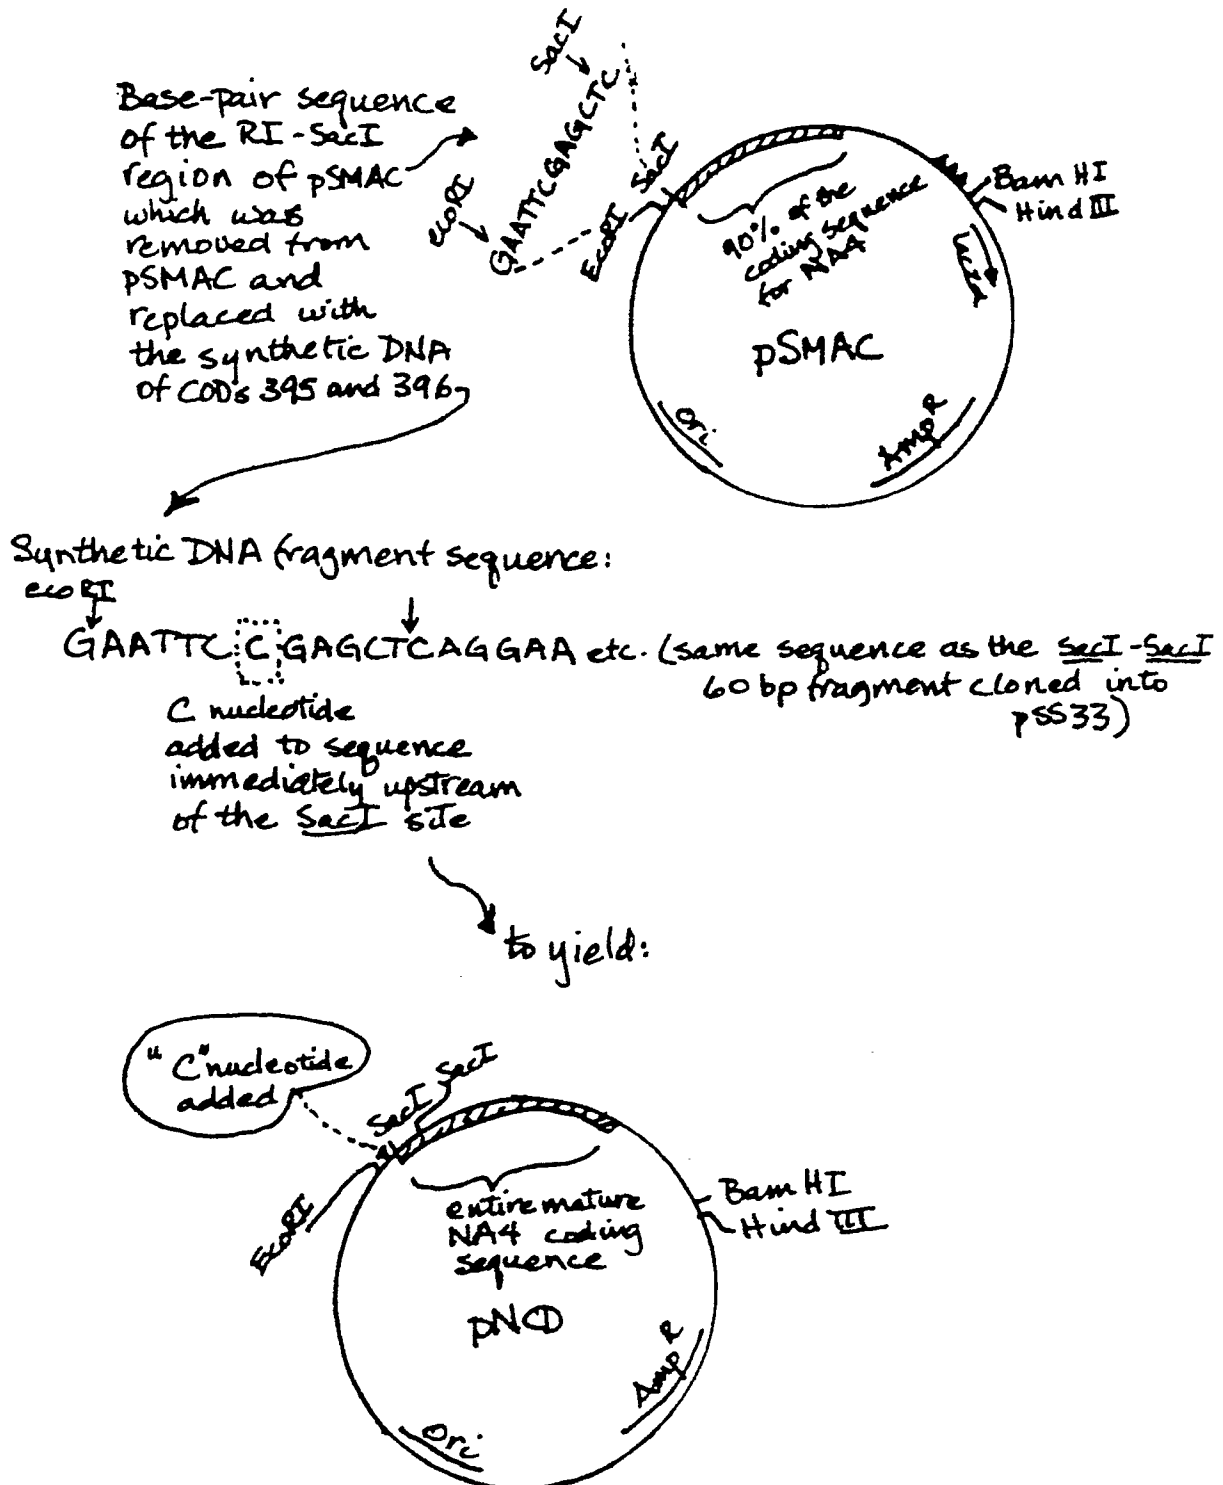 Base-pair sequence
of the RI-SacI
region of pSMAC
which was
removed from
pSMAC and
replaced with
the synthetic DNA
of COD's 395 and 396
SacI
GAATTCGAGCTC
ecoRI
EcoRI
SacI
90% of the
coding sequence
for NA4
Bam HI
Hind III
pSMAC
Ori
AmpR
Synthetic DNA fragment sequence:
ecoRI
GAATTC C GAGCTCAGGAA etc. (same sequence as the SacI-SacI
60 bp fragment cloned into
pSS33)
C nucleotide
added to sequence
immediately upstream
of the SacI site
to yield:
"C" nucleotide
added
EcoRI
SacI
SacI
entire mature
NA4 coding
sequence
Bam HI
Hind III
pNCD
AmpR
Ori